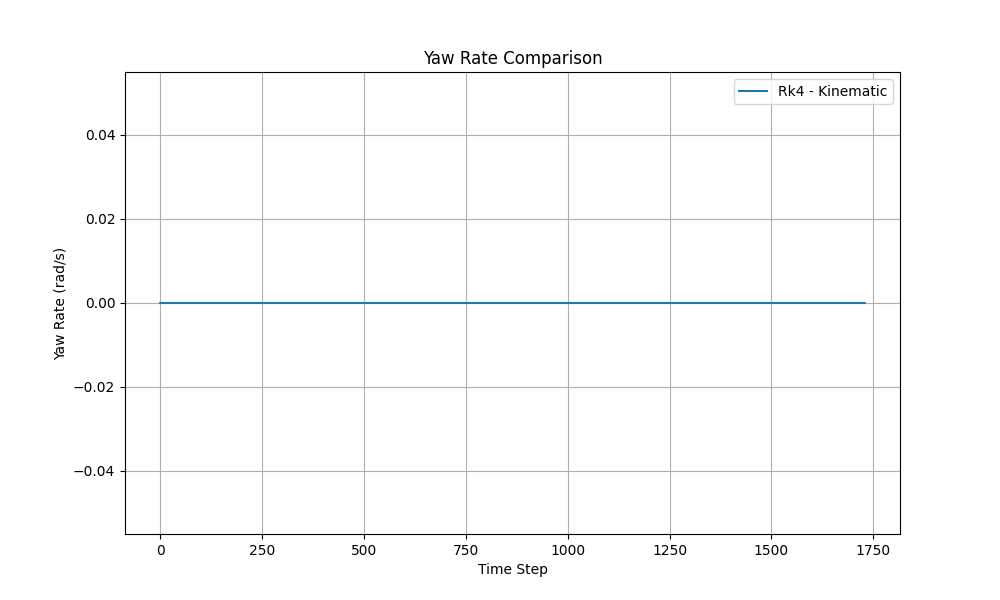 Yaw Rate Comparison
Rk4 - Kinematic
0.04
0.02
0.00
−0.02
−0.04
Yaw Rate (rad/s)
0 250 500 750 1000 1250 1500 1750
Time Step